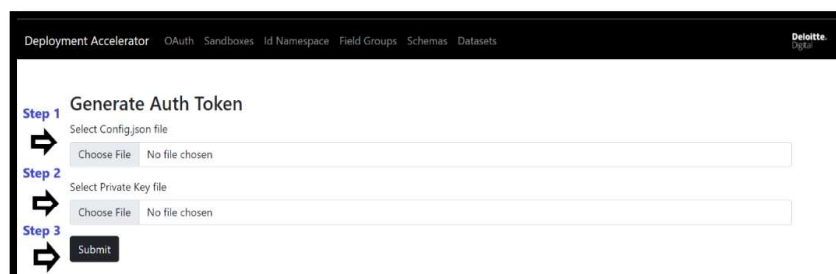 Deployment Accelerator OAuth Sandboxes Id Namespace Field Groups Schemas Datasets
Deloitte.
Digital
Generate Auth Token
Step 1
Select Config.json file
Choose File No file chosen
Step 2
Select Private Key file
Choose File No file chosen
Step 3
Submit